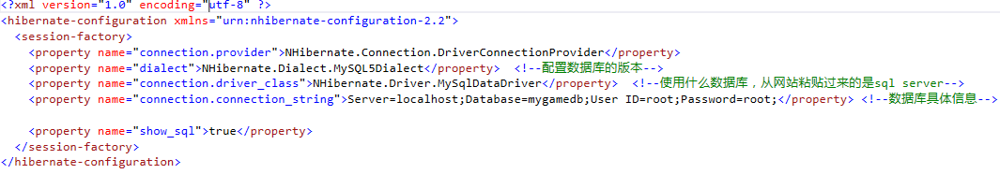 <?xml version="1.0" encoding="utf-8" ?>
<hibernate-configuration xmlns="urn:nhibernate-configuration-2.2">
<session-factory>
<property name="connection.provider">NHibernate.Connection.DriverConnectionProvider</property>
<property name="dialect">NHibernate.Dialect.MySQL5Dialect</property> <!--配置数据库的版本-->
<property name="connection.driver_class">NHibernate.Driver.MySqlDataDriver</property> <!--使用什么数据库，从网站粘贴过来的是sql server-->
<property name="connection.connection_string">Server=localhost;Database=mygamedb;User ID=root;Password=root;</property> <!--数据库具体信息-->
<property name="show_sql">true</property>
</session-factory>
</hibernate-configuration>